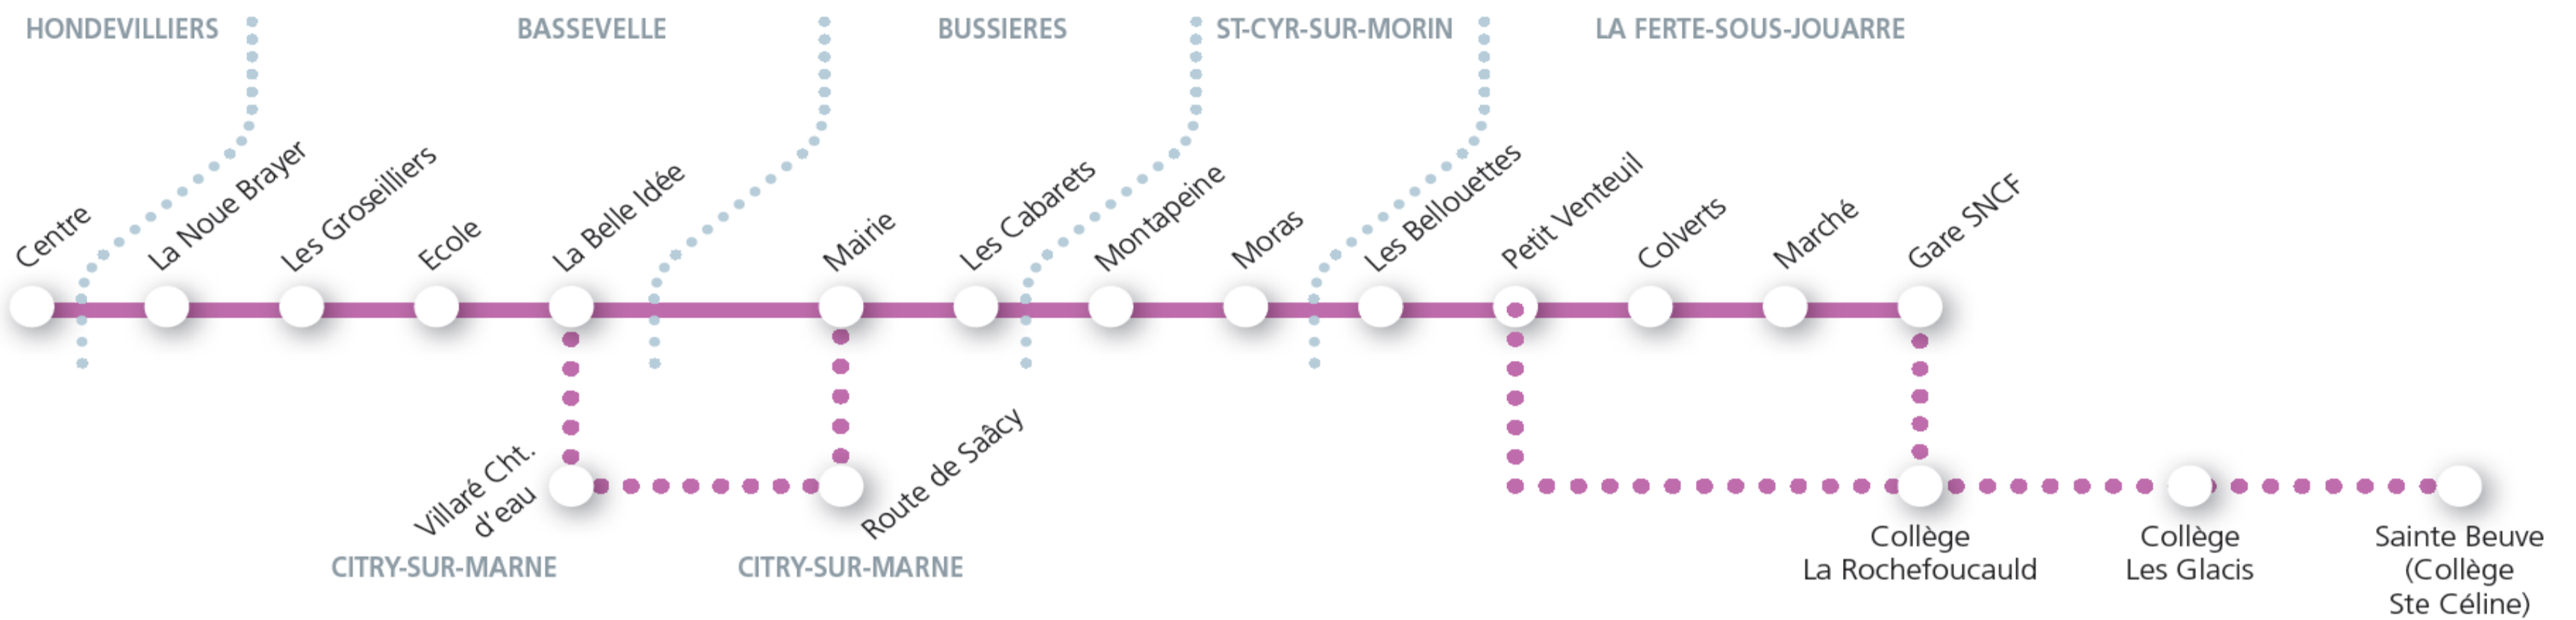 HONDEVILLIERS
BASSEVELLE
BUSSIERES
ST-CYR-SUR-MORIN
LA FERTE-SOUS-JOUARRE
Centre
La Noue Brayer
Les Groseilliers
Ecole
La Belle Idée
Mairie
Les Cabarets
Montapeine
Moras
Les Bellouettes
Petit Venteuil
Colverts
Marché
Gare SNCF
Villaré Cht.
d'eau
Route de Saâcy
CITRY-SUR-MARNE
CITRY-SUR-MARNE
Collège
La Rochefoucauld
Collège
Les Glacis
Sainte Beuve
(Collège
Ste Céline)